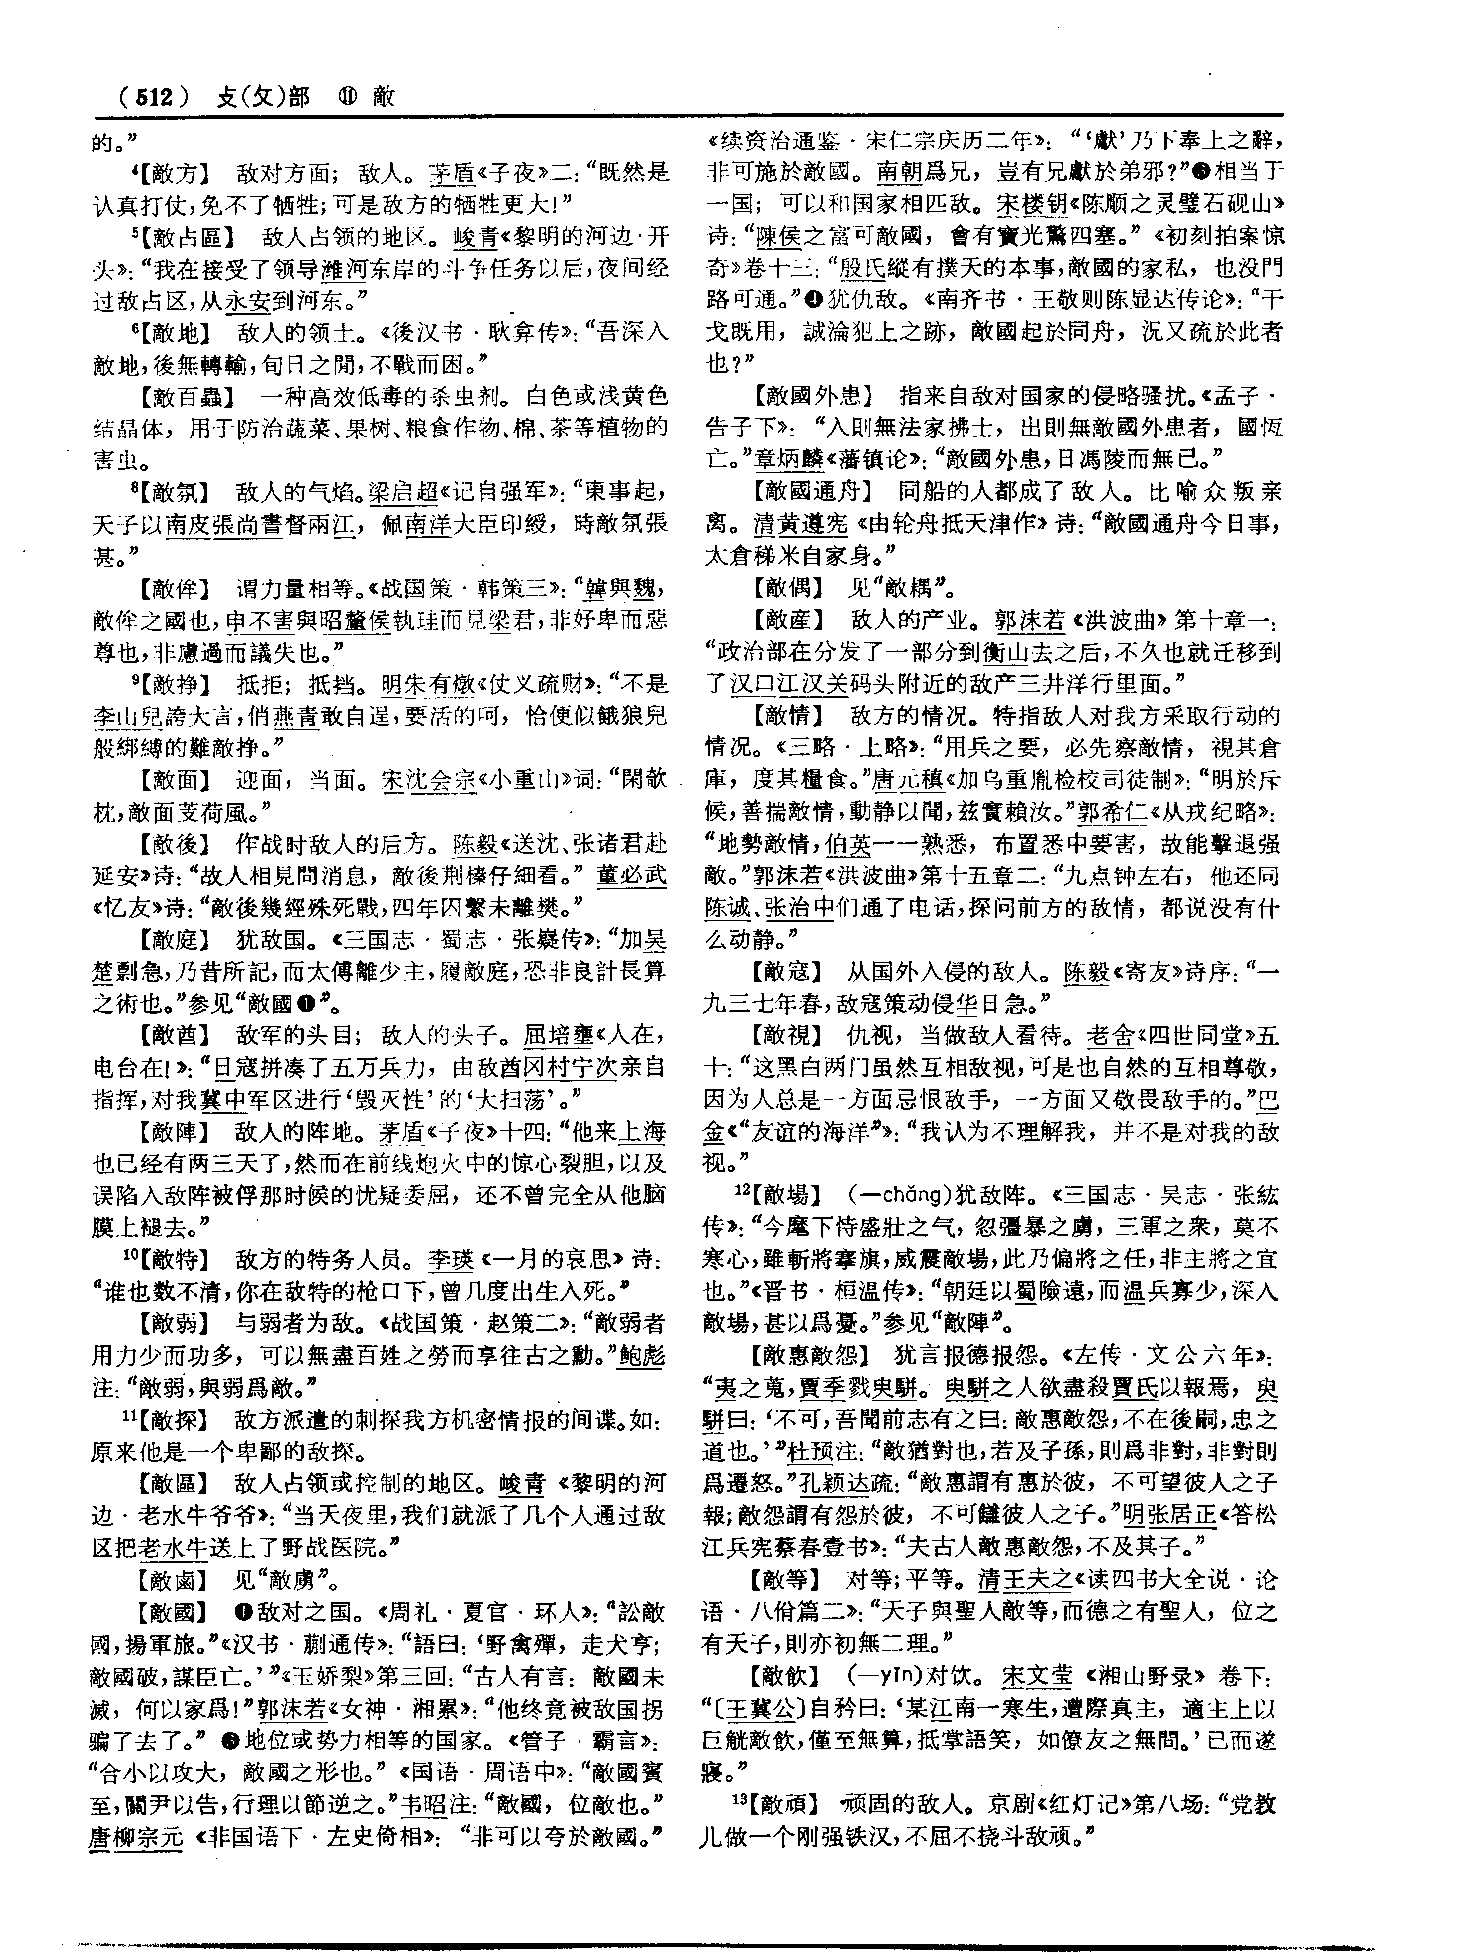 (512) 攴(攵)部 ⑪ 敵
的。”
⁴【敵方】 敌对方面；敌人。茅盾《子夜》二：“既然是
认真打仗，免不了牺牲；可是敌方的牺牲更大！”
⁵【敵占區】 敌人占领的地区。峻青《黎明的河边·开
头》：“我在接受了领导潍河东岸的斗争任务以后，夜间经
过敌占区，从永安到河东。”
⁶【敵地】 敌人的领土。《後汉书·耿弇传》：“吾深入
敵地，後無轉輸，旬日之閒，不戰而困。”
【敵百蟲】 一种高效低毒的杀虫剂。白色或浅黄色
结晶体，用于防治蔬菜、果树、粮食作物、棉、茶等植物的
害虫。
⁸【敵氛】 敌人的气焰。梁启超《记自强军》：“東事起，
天子以南皮張尚書督兩江，佩南洋大臣印綬，時敵氛張
甚。”
【敵侔】 谓力量相等。《战国策·韩策三》：“韓與魏，
敵侔之國也，申不害與昭釐侯執珪而見梁君，非好卑而惡
尊也，非慮過而議失也。”
⁹【敵挣】 抵拒；抵挡。明朱有燉《仗义疏财》：“不是
李山兒誇大言，俏燕青敢自逞，要活的呵，恰便似餓狼兒
般綁縛的難敵挣。”
【敵面】 迎面，当面。宋沈会宗《小重山》词：“閑欹
枕，敵面芰荷風。”
【敵後】 作战时敌人的后方。陈毅《送沈、张诸君赴
延安》诗：“故人相見問消息，敵後荆榛仔細看。”董必武
《忆友》诗：“敵後幾經殊死戰，四年囚繫未離樊。”
【敵庭】 犹敌国。《三国志·蜀志·张嶷传》：“加吴
楚剽急，乃昔所記，而太傅離少主，履敵庭，恐非良計長算
之術也。”参见“敵國❶”。
【敵酋】 敌军的头目；敌人的头子。屈培壅《人在，
电台在！》：“日寇拼凑了五万兵力，由敌酋冈村宁次亲自
指挥，对我冀中军区进行‘毁灭性’的‘大扫荡’。”
【敵陣】 敌人的阵地。茅盾《子夜》十四：“他来上海
也已经有两三天了，然而在前线炮火中的惊心裂胆，以及
误陷入敌阵被俘那时候的忧疑委屈，还不曾完全从他脑
膜上褪去。”
¹⁰【敵特】 敌方的特务人员。李瑛《一月的哀思》诗：
“谁也数不清，你在敌特的枪口下，曾几度出生入死。”
【敵弱】 与弱者为敌。《战国策·赵策二》：“敵弱者
用力少而功多，可以無盡百姓之勞而享往古之勳。”鲍彪
注：“敵弱，與弱爲敵。”
¹¹【敵探】 敌方派遣的刺探我方机密情报的间谍。如：
原来他是一个卑鄙的敌探。
【敵區】 敌人占领或控制的地区。峻青《黎明的河
边·老水牛爷爷》：“当天夜里，我们就派了几个人通过敌
区把老水牛送上了野战医院。”
【敵鹵】 见“敵虜”。
【敵國】 ❶敌对之国。《周礼·夏官·环人》：“訟敵
國，揚軍旅。”《汉书·蒯通传》：“語曰：‘野禽殫，走犬亨；
敵國破，謀臣亡。’”《玉娇梨》第三回：“古人有言：敵國未
滅，何以家爲！”郭沫若《女神·湘累》：“他终竟被敌国拐
骗了去了。”❷地位或势力相等的国家。《管子·霸言》：
“合小以攻大，敵國之形也。”《国语·周语中》：“敵國賓
至，關尹以告，行理以節逆之。”韦昭注：“敵國，位敵也。”
唐柳宗元《非国语下·左史倚相》：“非可以夸於敵國。”
《续资治通鉴·宋仁宗庆历二年》：“‘獻’乃下奉上之辭，
非可施於敵國。南朝爲兄，豈有兄獻於弟邪？”❸相当于
一国；可以和国家相匹敌。宋楼钥《陈顺之灵璧石砚山》
诗：“陳侯之富可敵國，會有寶光驚四塞。”《初刻拍案惊
奇》卷十三：“殷氏縱有撲天的本事，敵國的家私，也没門
路可通。”❹犹仇敌。《南齐书·王敬则陈显达传论》：“干
戈既用，誠淪犯上之跡，敵國起於同舟，況又疏於此者
也？”
【敵國外患】 指来自敌对国家的侵略骚扰。《孟子·
告子下》：“入則無法家拂士，出則無敵國外患者，國恆
亡。”章炳麟《藩镇论》：“敵國外患，日馮陵而無已。”
【敵國通舟】 同船的人都成了敌人。比喻众叛亲
离。清黄遵宪《由轮舟抵天津作》诗：“敵國通舟今日事，
太倉稊米自家身。”
【敵偶】 见“敵耦”。
【敵産】 敌人的产业。郭沫若《洪波曲》第十章一：
“政治部在分发了一部分到衡山去之后，不久也就迁移到
了汉口江汉关码头附近的敌产三井洋行里面。”
【敵情】 敌方的情况。特指敌人对我方采取行动的
情况。《三略·上略》：“用兵之要，必先察敵情，視其倉
庫，度其糧食。”唐元稹《加乌重胤检校司徒制》：“明於斥
候，善揣敵情，動静以聞，兹實賴汝。”郭希仁《从戎纪略》：
“地勢敵情，伯英一一熟悉，布置悉中要害，故能擊退强
敵。”郭沫若《洪波曲》第十五章二：“九点钟左右，他还同
陈诚、张治中们通了电话，探问前方的敌情，都说没有什
么动静。”
【敵寇】 从国外入侵的敌人。陈毅《寄友》诗序：“一
九三七年春，敌寇策动侵华日急。”
【敵視】 仇视，当做敌人看待。老舍《四世同堂》五
十：“这黑白两门虽然互相敌视，可是也自然的互相尊敬，
因为人总是一方面忌恨敌手，一方面又敬畏敌手的。”巴
金《“友谊的海洋”》：“我认为不理解我，并不是对我的敌
视。”
¹²【敵場】 （—chǎng）犹敌阵。《三国志·吴志·张紘
传》：“今麾下恃盛壯之气，忽彊暴之虜，三軍之衆，莫不
寒心，雖斬將搴旗，威震敵場，此乃偏將之任，非主將之宜
也。”《晋书·桓温传》：“朝廷以蜀險遠，而温兵寡少，深入
敵場，甚以爲憂。”参见“敵陣”。
【敵惠敵怨】 犹言报德报怨。《左传·文公六年》：
“夷之蒐，賈季戮臾駢。臾駢之人欲盡殺賈氏以報焉，臾
駢曰：‘不可，吾聞前志有之曰：敵惠敵怨，不在後嗣，忠之
道也。’”杜预注：“敵猶對也，若及子孫，則爲非對，非對則
爲遷怒。”孔颖达疏：“敵惠謂有惠於彼，不可望彼人之子
報；敵怨謂有怨於彼，不可讎彼人之子。”明张居正《答松
江兵宪蔡春壹书》：“夫古人敵惠敵怨，不及其子。”
【敵等】 对等；平等。清王夫之《读四书大全说·论
语·八佾篇二》：“天子與聖人敵等，而德之有聖人，位之
有天子，則亦初無二理。”
【敵飲】 （—yǐn）对饮。宋文莹《湘山野录》卷下：
“〔王冀公〕自矜曰：‘某江南一寒生，遭際真主，適主上以
巨觥敵飲，僅至無算，抵掌語笑，如僚友之無間。’已而遂
寢。”
¹³【敵頑】 顽固的敌人。京剧《红灯记》第八场：“党教
儿做一个刚强铁汉，不屈不挠斗敌顽。”